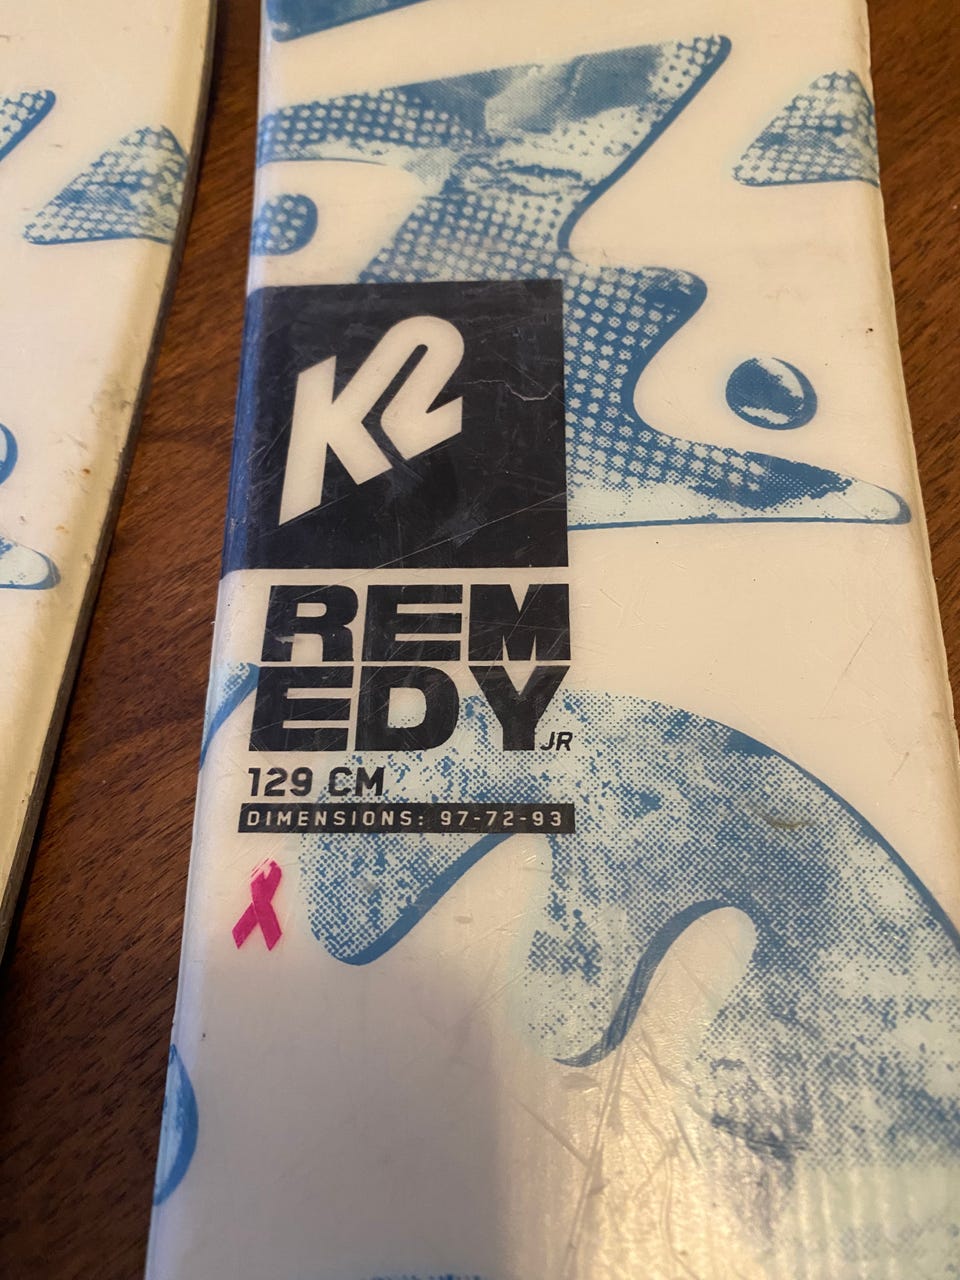 K2
REM
EDY JR
129 CM
DIMENSIONS: 97-72-93